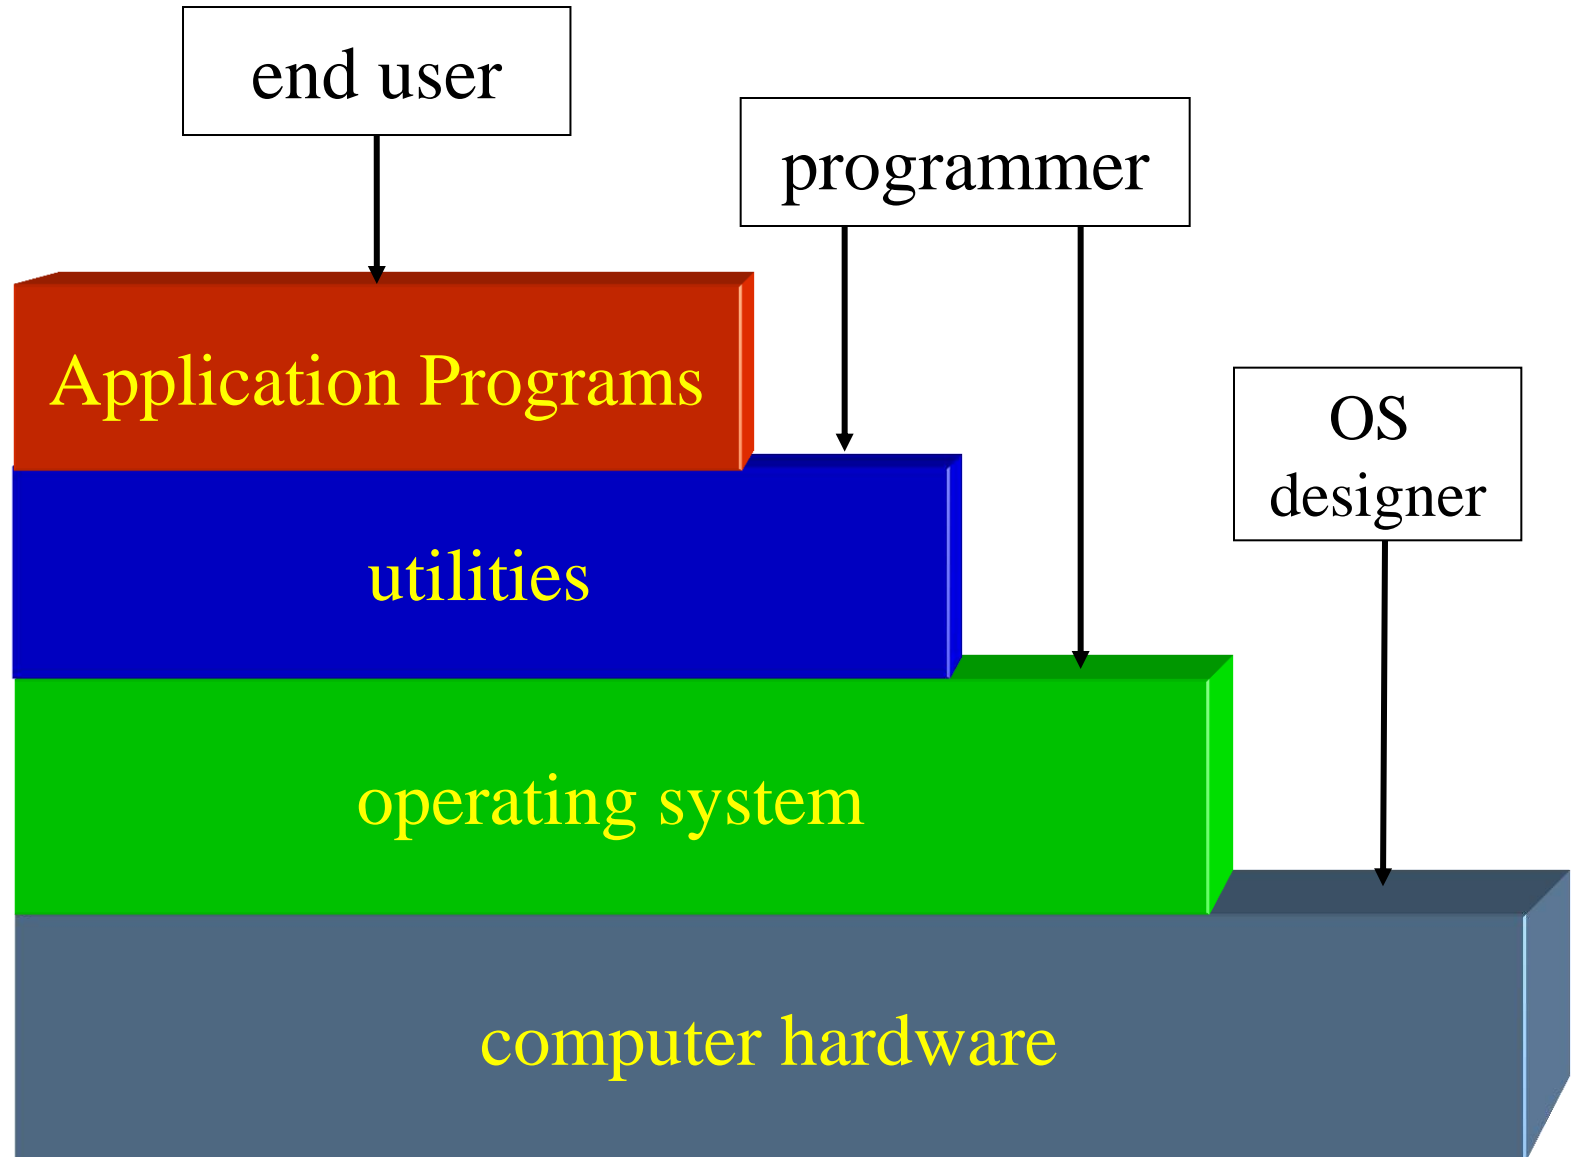 end user
programmer
Application Programs
OS
designer
utilities
operating system
computer hardware